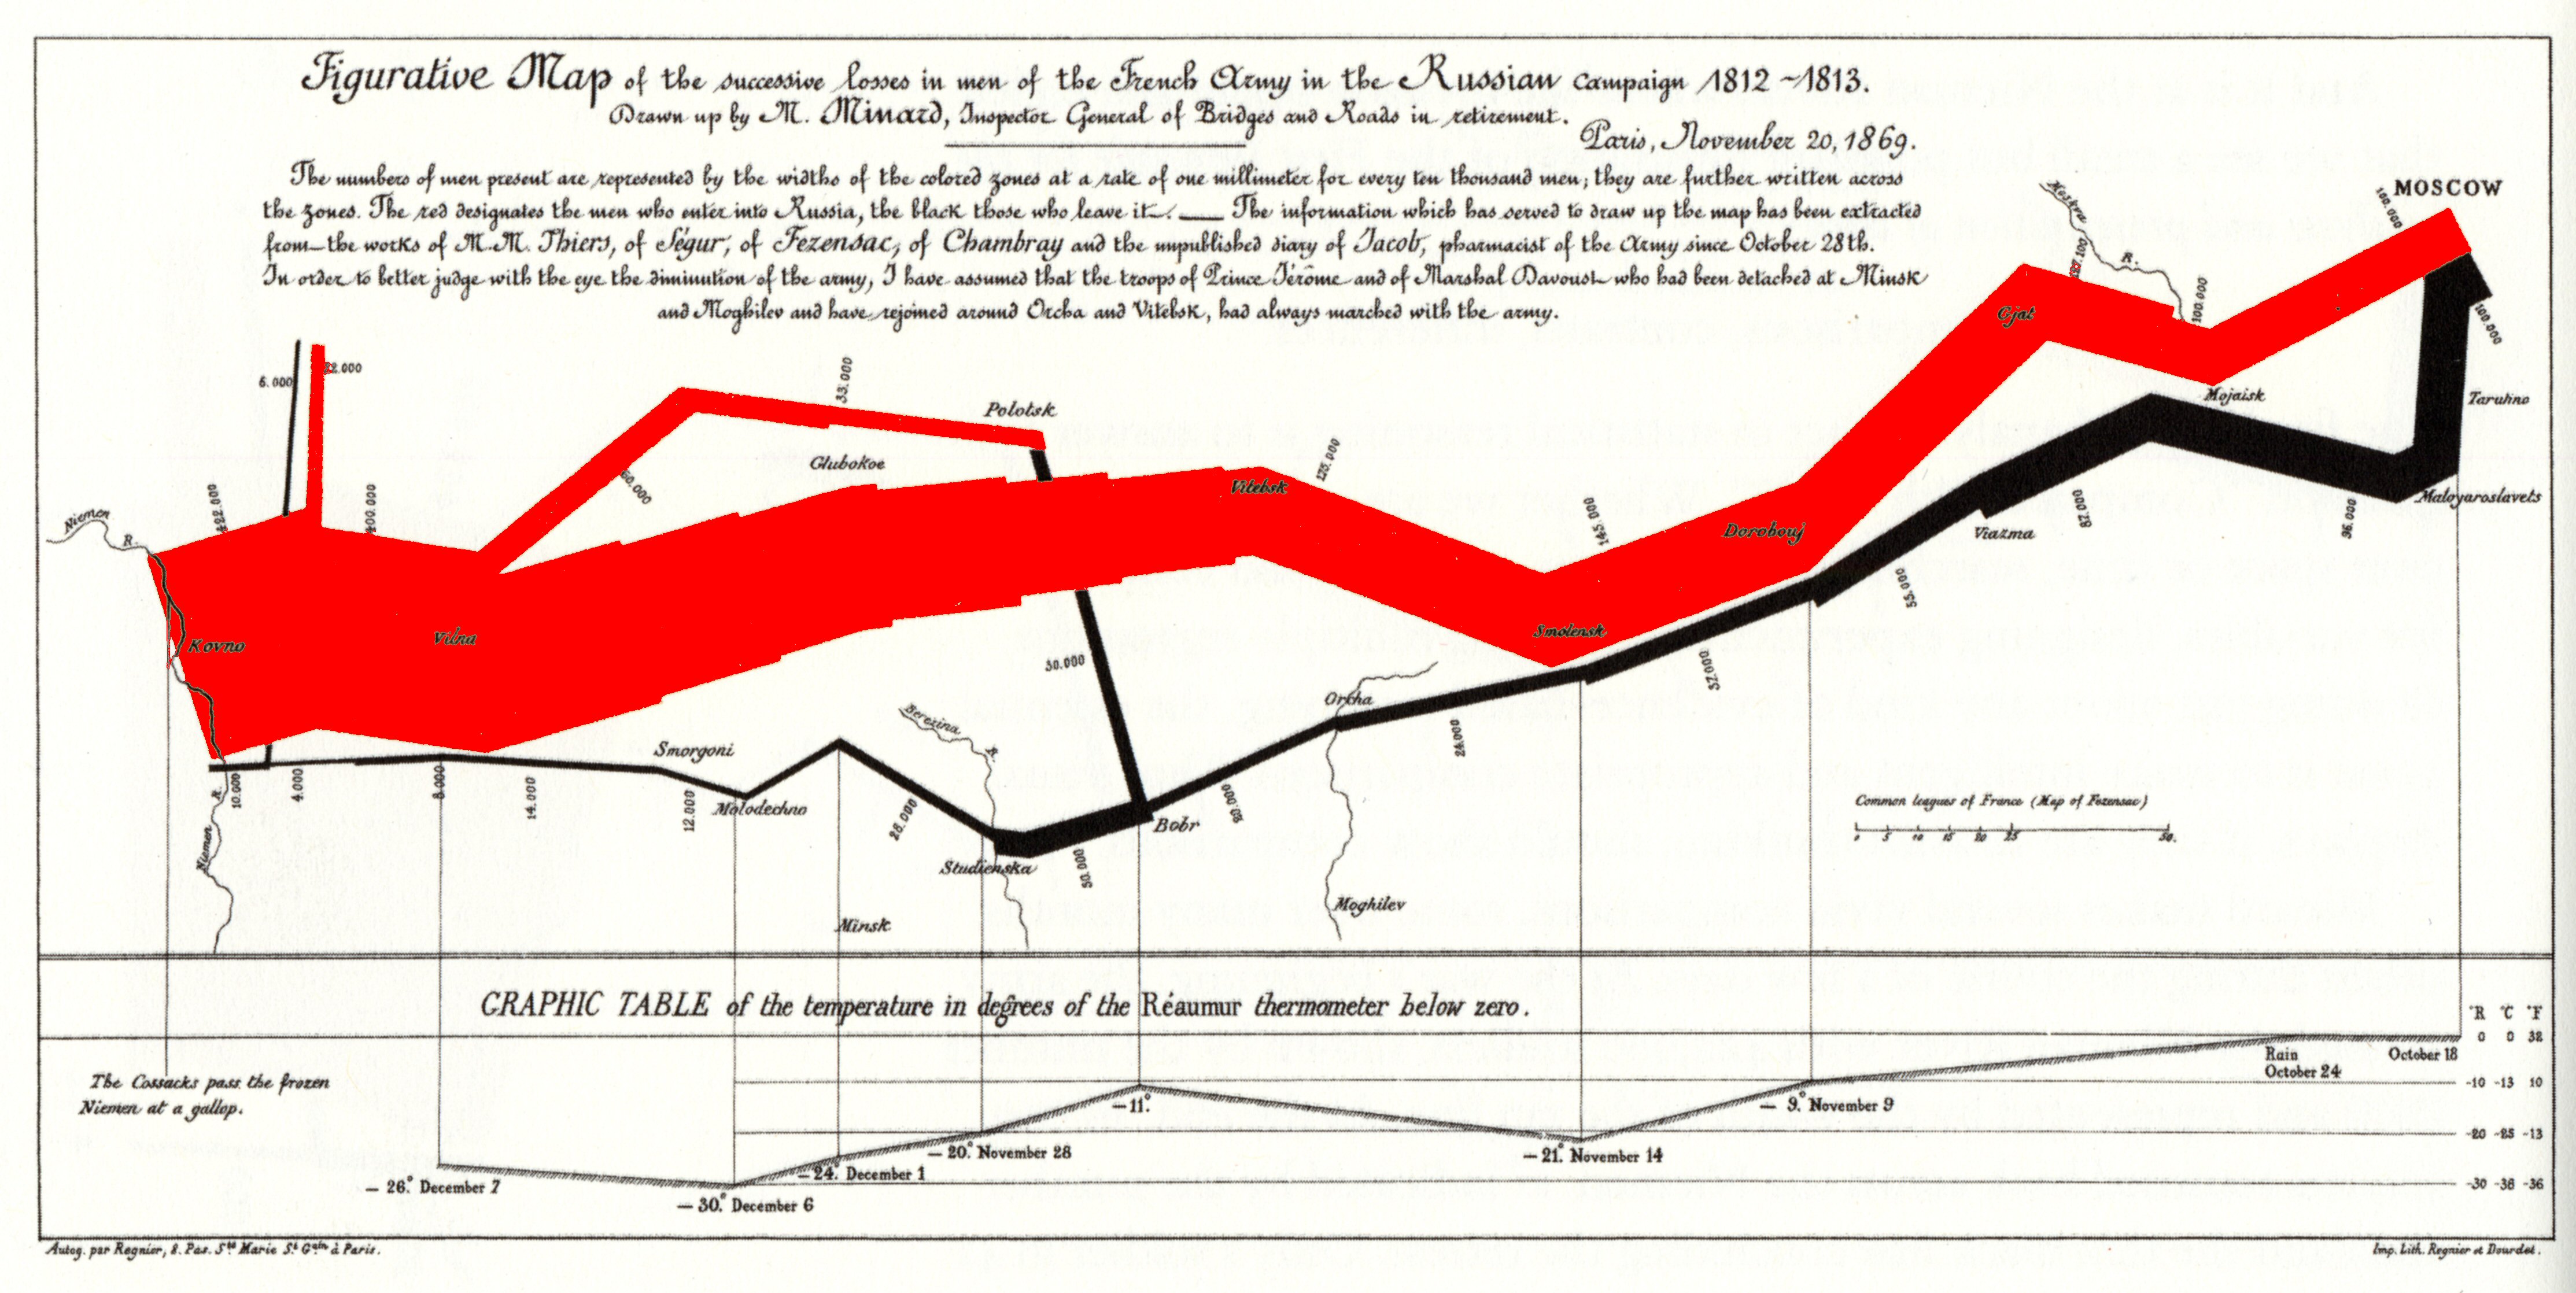 Figurative Map of the successive losses in men of the French Army in the Russian campaign 1812~1813.
Drawn up by M. Minard, Inspector General of Bridges and Roads in retirement.
Paris, November 20, 1869.
The numbers of men present are represented by the widths of the colored zones at a rate of one millimeter for every ten thousand men; they are further written across
the zones. The red designates the men who enter into Russia, the black those who leave it. — The information which has served to draw up the map has been extracted
from the works of M.M. Thiers, of Ségur, of Fezensac, of Chambray and the unpublished diary of Jacob, pharmacist of the Army since October 28th.
In order to better judge with the eye the diminution of the army, I have assumed that the troops of Prince Jérôme and of Marshal Davoust who had been detached at Minsk
and Moghilev and have rejoined around Orcha and Vitebsk, had always marched with the army.
MOSCOW
100.000
Moskva
R.
100.000
100.000
Gjat
Mojaisk
Tarutino
6.000
22.000
33.000
Polotsk
Glubokoe
60.000
422.000
400.000
Niemen
R.
175.000
Vitebsk
145.000
Dorobouj
Viazma
Maloyaroslavets
96.000
55.000
Kovno
Vilna
Smolensk
37.000
30.000
Orcha
24.000
Berezina
R.
Smorgoni
10.000
4.000
8.000
14.000
12.000
Molodechno
28.000
20.000
Bobr
50.000
Studienska
R.
Niemen
Minsk
Moghilev
Common leagues of France (Map of Fezensac)
5 10 15 20 25 50.
GRAPHIC TABLE of the temperature in degrees of the Réaumur thermometer below zero.
°R °C °F
0 0 32
-10 -13 10
-20 -25 -13
-30 -38 -36
The Cossacks pass the frozen
Niemen at a gallop.
Rain
October 24
October 18
— 9.° November 9
— 21.° November 14
— 11.°
— 20.° November 28
— 24.° December 1
— 30.° December 6
— 26.° December 7
Autog. par Regnier, 8. Pas. Ste Marie St Gain à Paris.
Imp. Lith. Regnier et Dourdet.